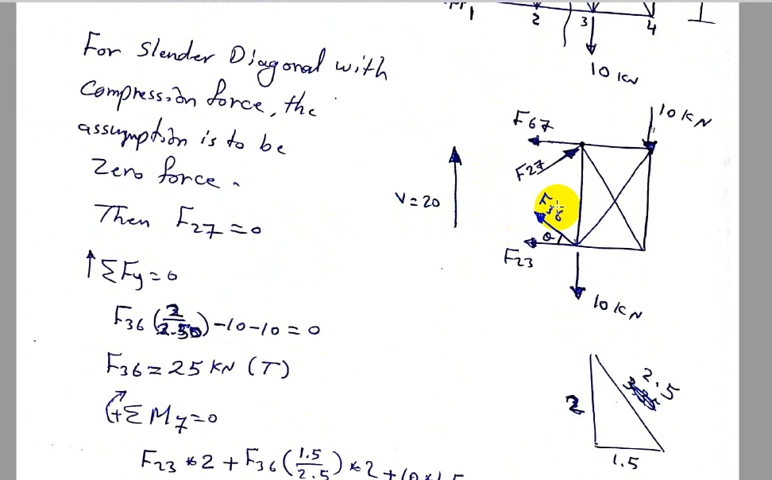 2 3 4
10 kN
For Slender Diagonal with
Compression force, the
assumption is to be
Zero force.
Then F27 = 0
↑ΣFy=0
F36 (2/2.50) -10-10 = 0
F36 = 25 KN (T)
(+ΣM7=0
F23 *2 + F36 (1.5/2.5) *2 +
V = 20
F67
10 KN
F27
F36
θ
F23
10 KN
2
2.5
1.5